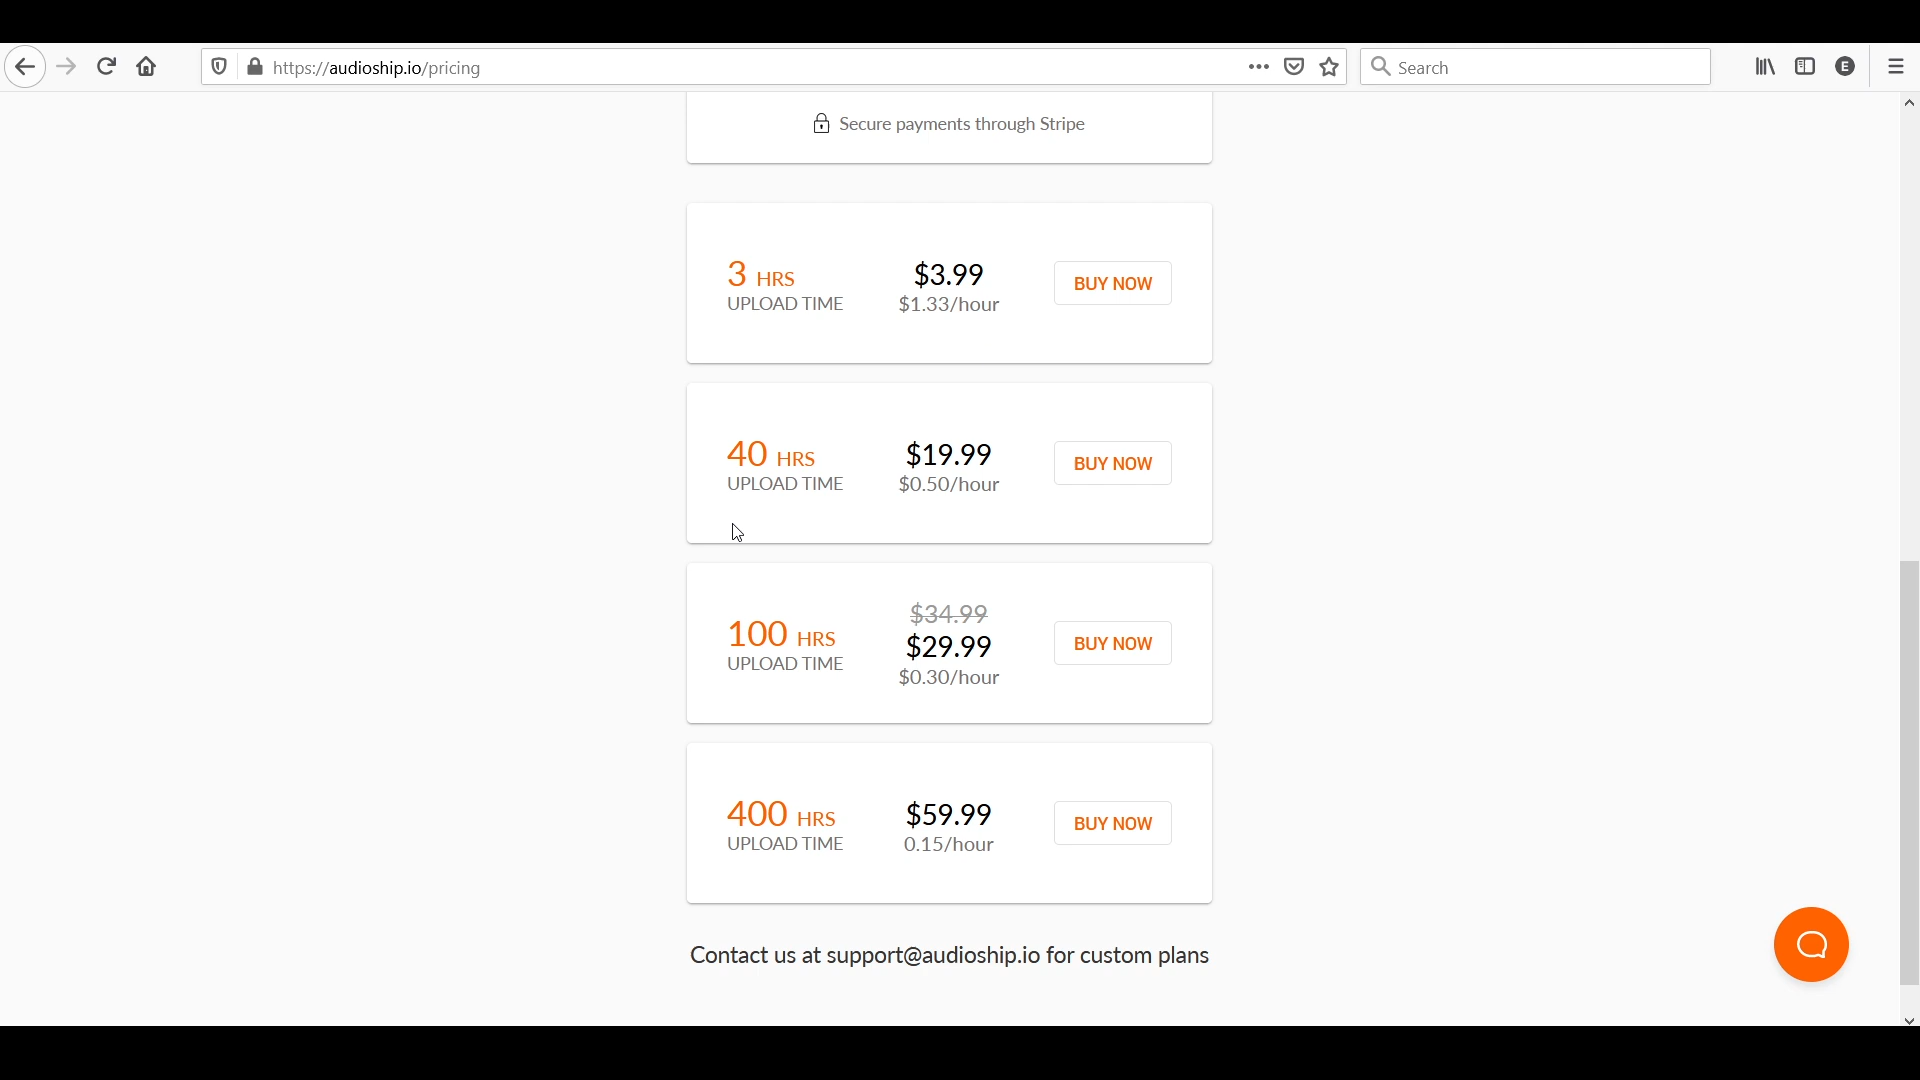 https://audioship.io/pricing
Search
E
Secure payments through Stripe
3 HRS
UPLOAD TIME
$3.99
$1.33/hour
BUY NOW
40 HRS
UPLOAD TIME
$19.99
$0.50/hour
BUY NOW
100 HRS
UPLOAD TIME
$34.99
$29.99
$0.30/hour
BUY NOW
400 HRS
UPLOAD TIME
$59.99
0.15/hour
BUY NOW
Contact us at support@audioship.io for custom plans